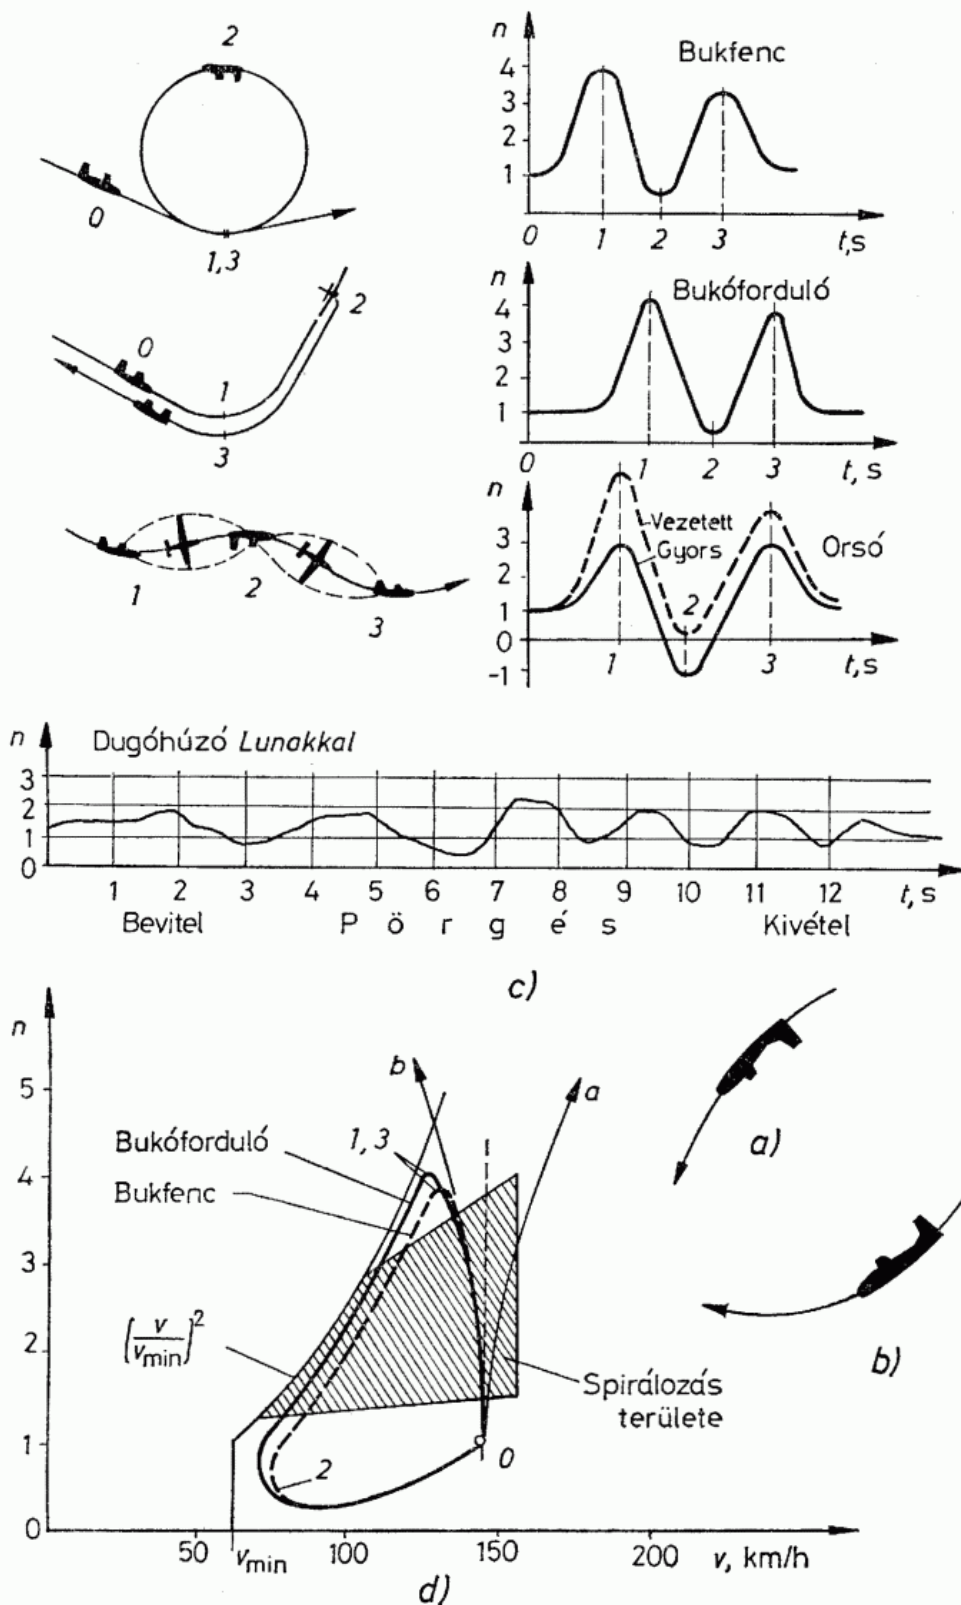 2
0
1,3
n
Bukfenc
4
3
2
1
0 1 2 3 t,s
0
1
2
3
n
Bukóforduló
4
3
2
1
0 1 2 3 t,s
1 2 3
n
Vezetett
Gyors
Orsó
3
2
1
0
-1
2
1 3 t,s
n Dugóhúzó Lunakkal
3
2
1
0
1 2 3 4 5 6 7 8 9 10 11 12 t,s
Bevitel P ö r g é s Kivétel
c)
n
5
4
3
2
1
0
b
a
Bukóforduló
1,3
Bukfenc
(v/vmin)2
Spirálozás
területe
2
0
50 vmin 100 150 200 v, km/h
d)
a)
b)